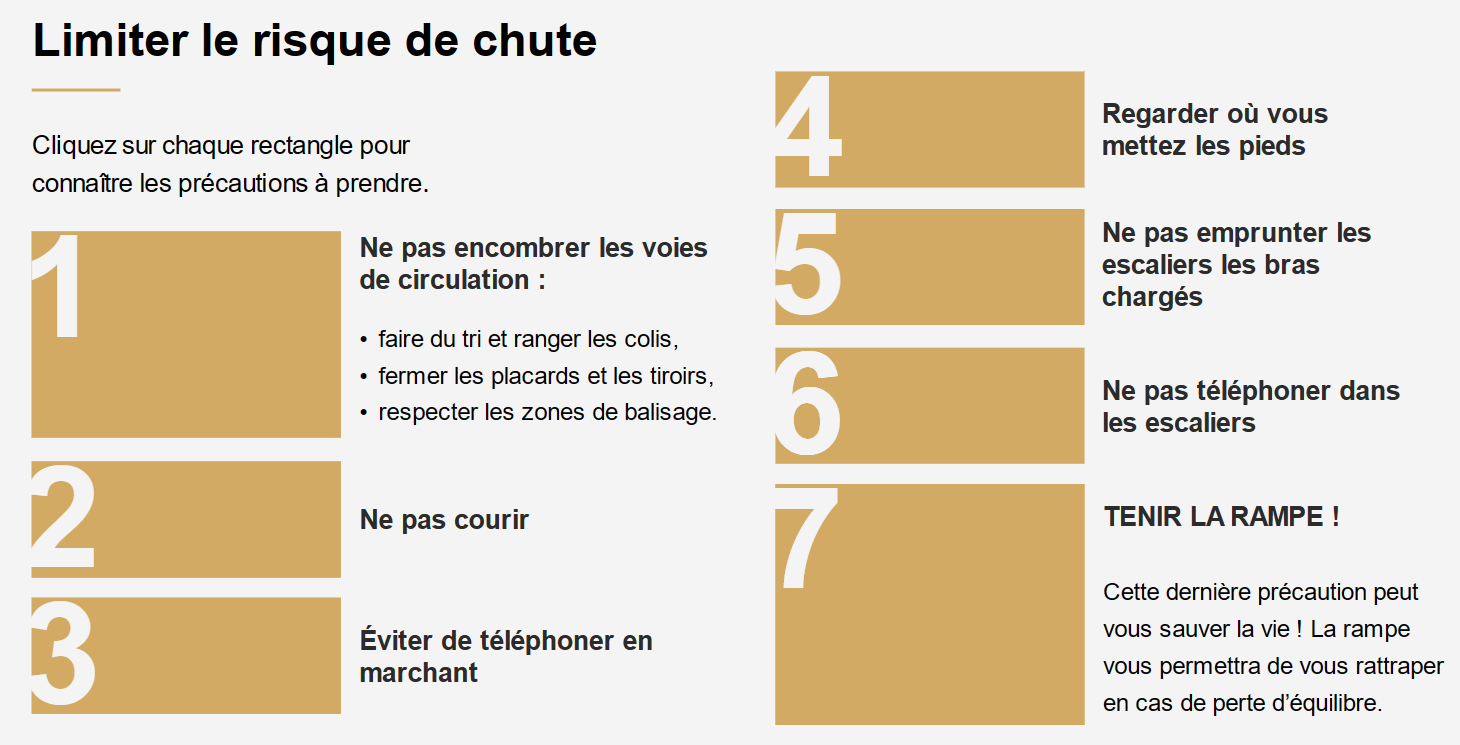 Limiter le risque de chute
Cliquez sur chaque rectangle pour
connaître les précautions à prendre.
1
Ne pas encombrer les voies
de circulation :
• faire du tri et ranger les colis,
• fermer les placards et les tiroirs,
• respecter les zones de balisage.
2
Ne pas courir
3
Éviter de téléphoner en
marchant
4
Regarder où vous
mettez les pieds
5
Ne pas emprunter les
escaliers les bras
chargés
6
Ne pas téléphoner dans
les escaliers
7
TENIR LA RAMPE !
Cette dernière précaution peut
vous sauver la vie ! La rampe
vous permettra de vous rattraper
en cas de perte d’équilibre.